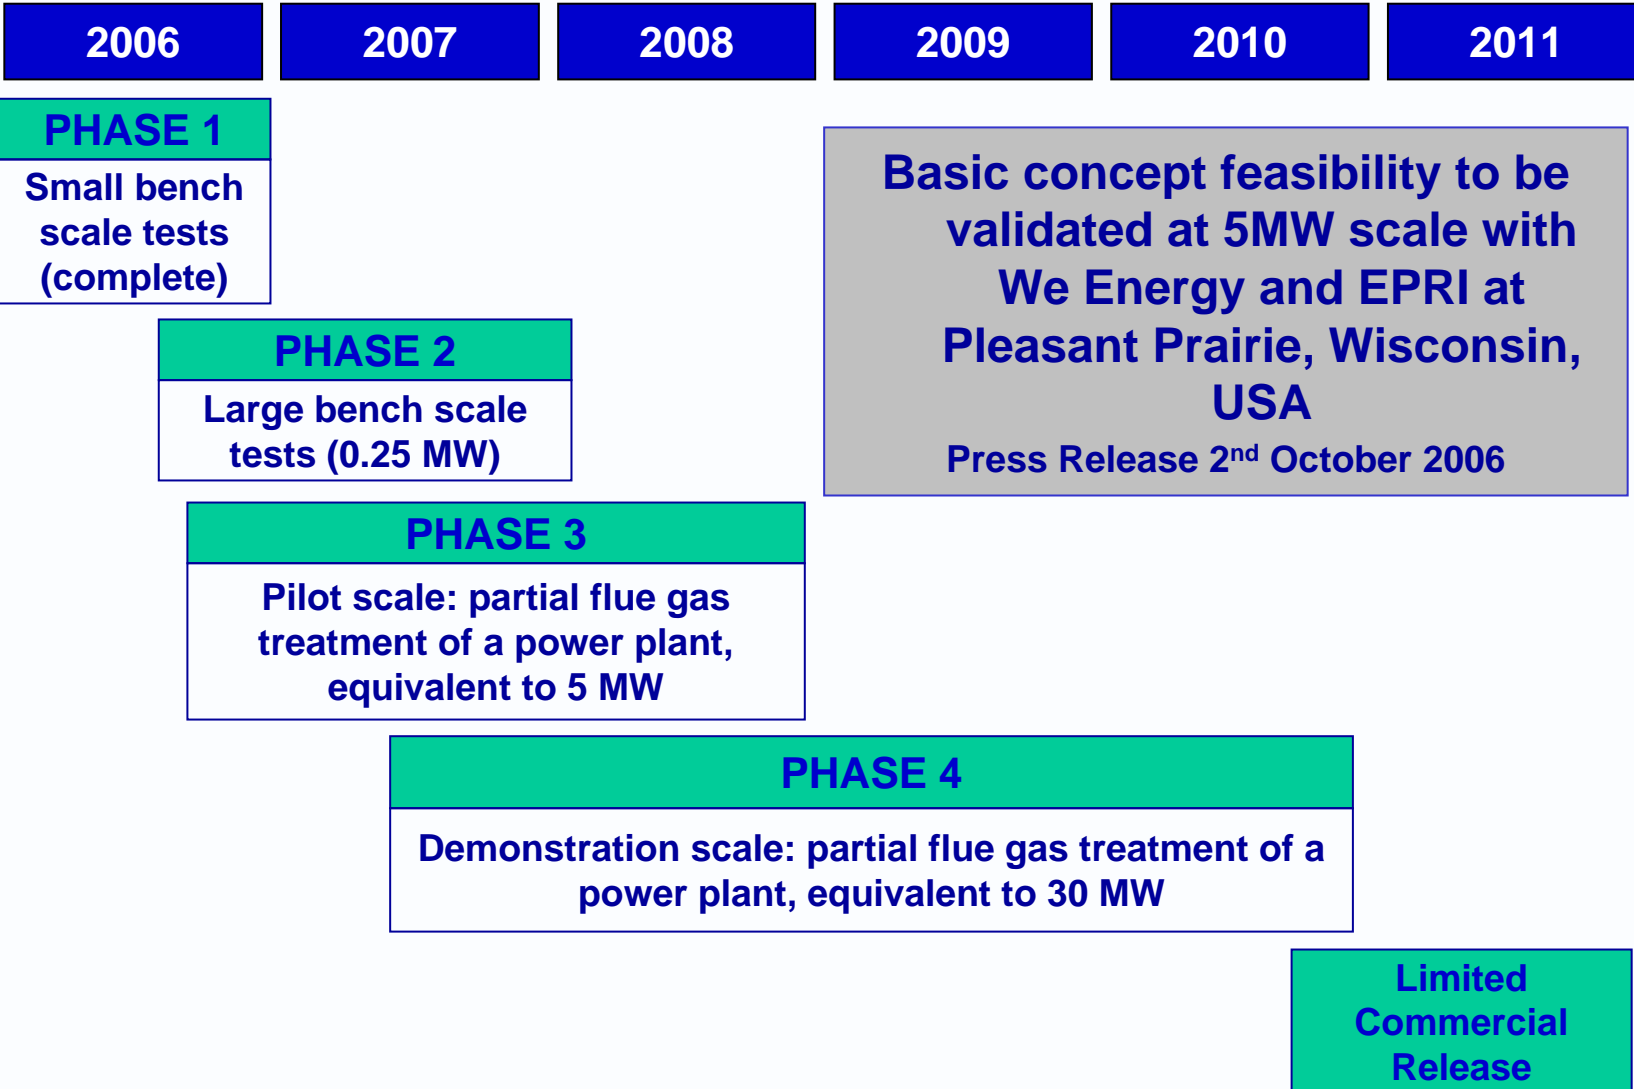 2006
2007
2008
2009
2010
2011
PHASE 1
Small bench
scale tests
(complete)
Basic concept feasibility to be
validated at 5MW scale with
We Energy and EPRI at
Pleasant Prairie, Wisconsin,
USA
Press Release 2nd October 2006
PHASE 2
Large bench scale
tests (0.25 MW)
PHASE 3
Pilot scale: partial flue gas
treatment of a power plant,
equivalent to 5 MW
PHASE 4
Demonstration scale: partial flue gas treatment of a
power plant, equivalent to 30 MW
Limited
Commercial
Release